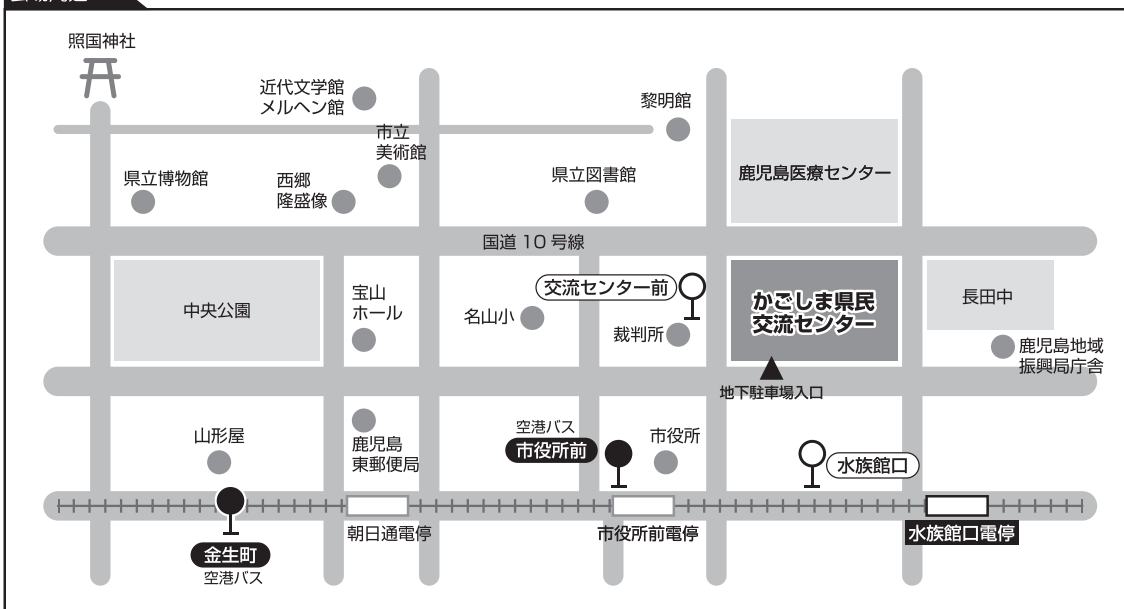 照国神社
近代文学館
メルヘン館
黎明館
市立
美術館
県立博物館
西郷
隆盛像
県立図書館
鹿児島医療センター
国道 10 号線
中央公園
宝山
ホール
名山小
交流センター前
裁判所
かごしま県民
交流センター
長田中
鹿児島地域
振興局庁舎
地下駐車場入口
山形屋
鹿児島
東郵便局
空港バス
市役所前
市役所
水族館口
朝日通電停
市役所前電停
水族館口電停
金生町
空港バス